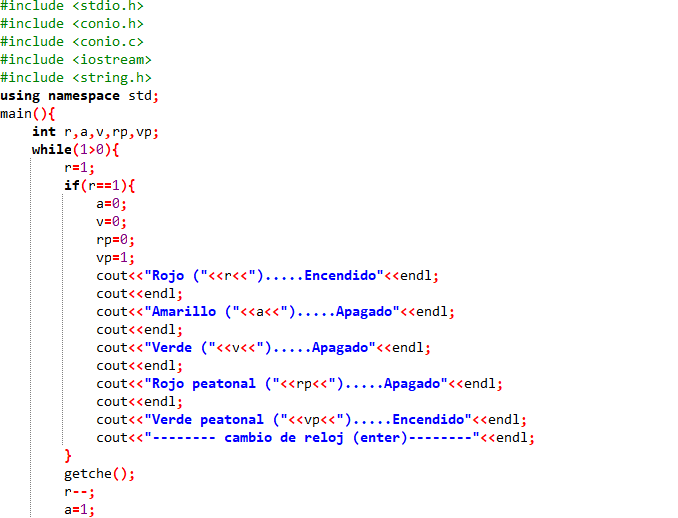 #include <stdio.h>
#include <conio.h>
#include <conio.c>
#include <iostream>
#include <string.h>
using namespace std;
main(){
    int r,a,v,rp,vp;
    while(1>0){
        r=1;
        if(r==1){
            a=0;
            v=0;
            rp=0;
            vp=1;
            cout<<"Rojo ("<<r<<").....Encendido"<<endl;
            cout<<endl;
            cout<<"Amarillo ("<<a<<").....Apagado"<<endl;
            cout<<endl;
            cout<<"Verde ("<<v<<").....Apagado"<<endl;
            cout<<endl;
            cout<<"Rojo peatonal ("<<rp<<").....Apagado"<<endl;
            cout<<endl;
            cout<<"Verde peatonal ("<<vp<<").....Encendido"<<endl;
            cout<<"-------- cambio de reloj (enter)--------"<<endl;
        }
        getche();
        r--;
        a=1;